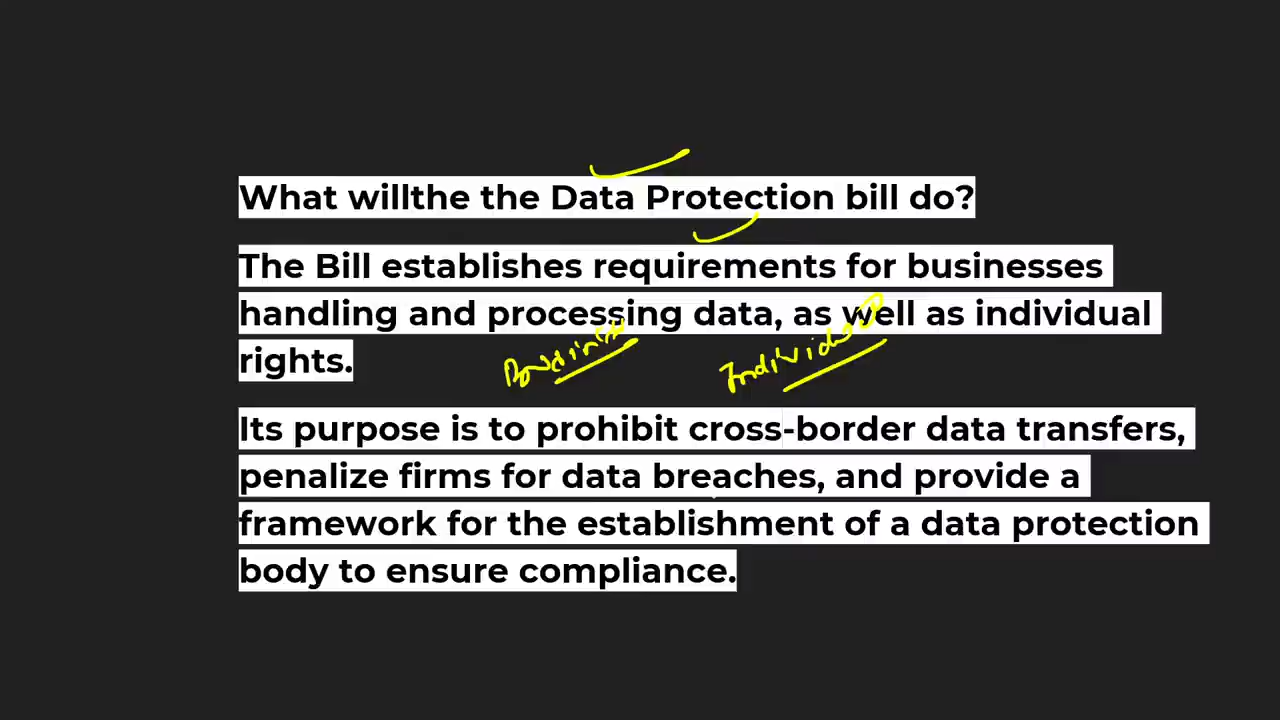 What willthe the Data Protection bill do?
The Bill establishes requirements for businesses
handling and processing data, as well as individual
rights.
Individual
Its purpose is to prohibit cross-border data transfers,
penalize firms for data breaches, and provide a
framework for the establishment of a data protection
body to ensure compliance.